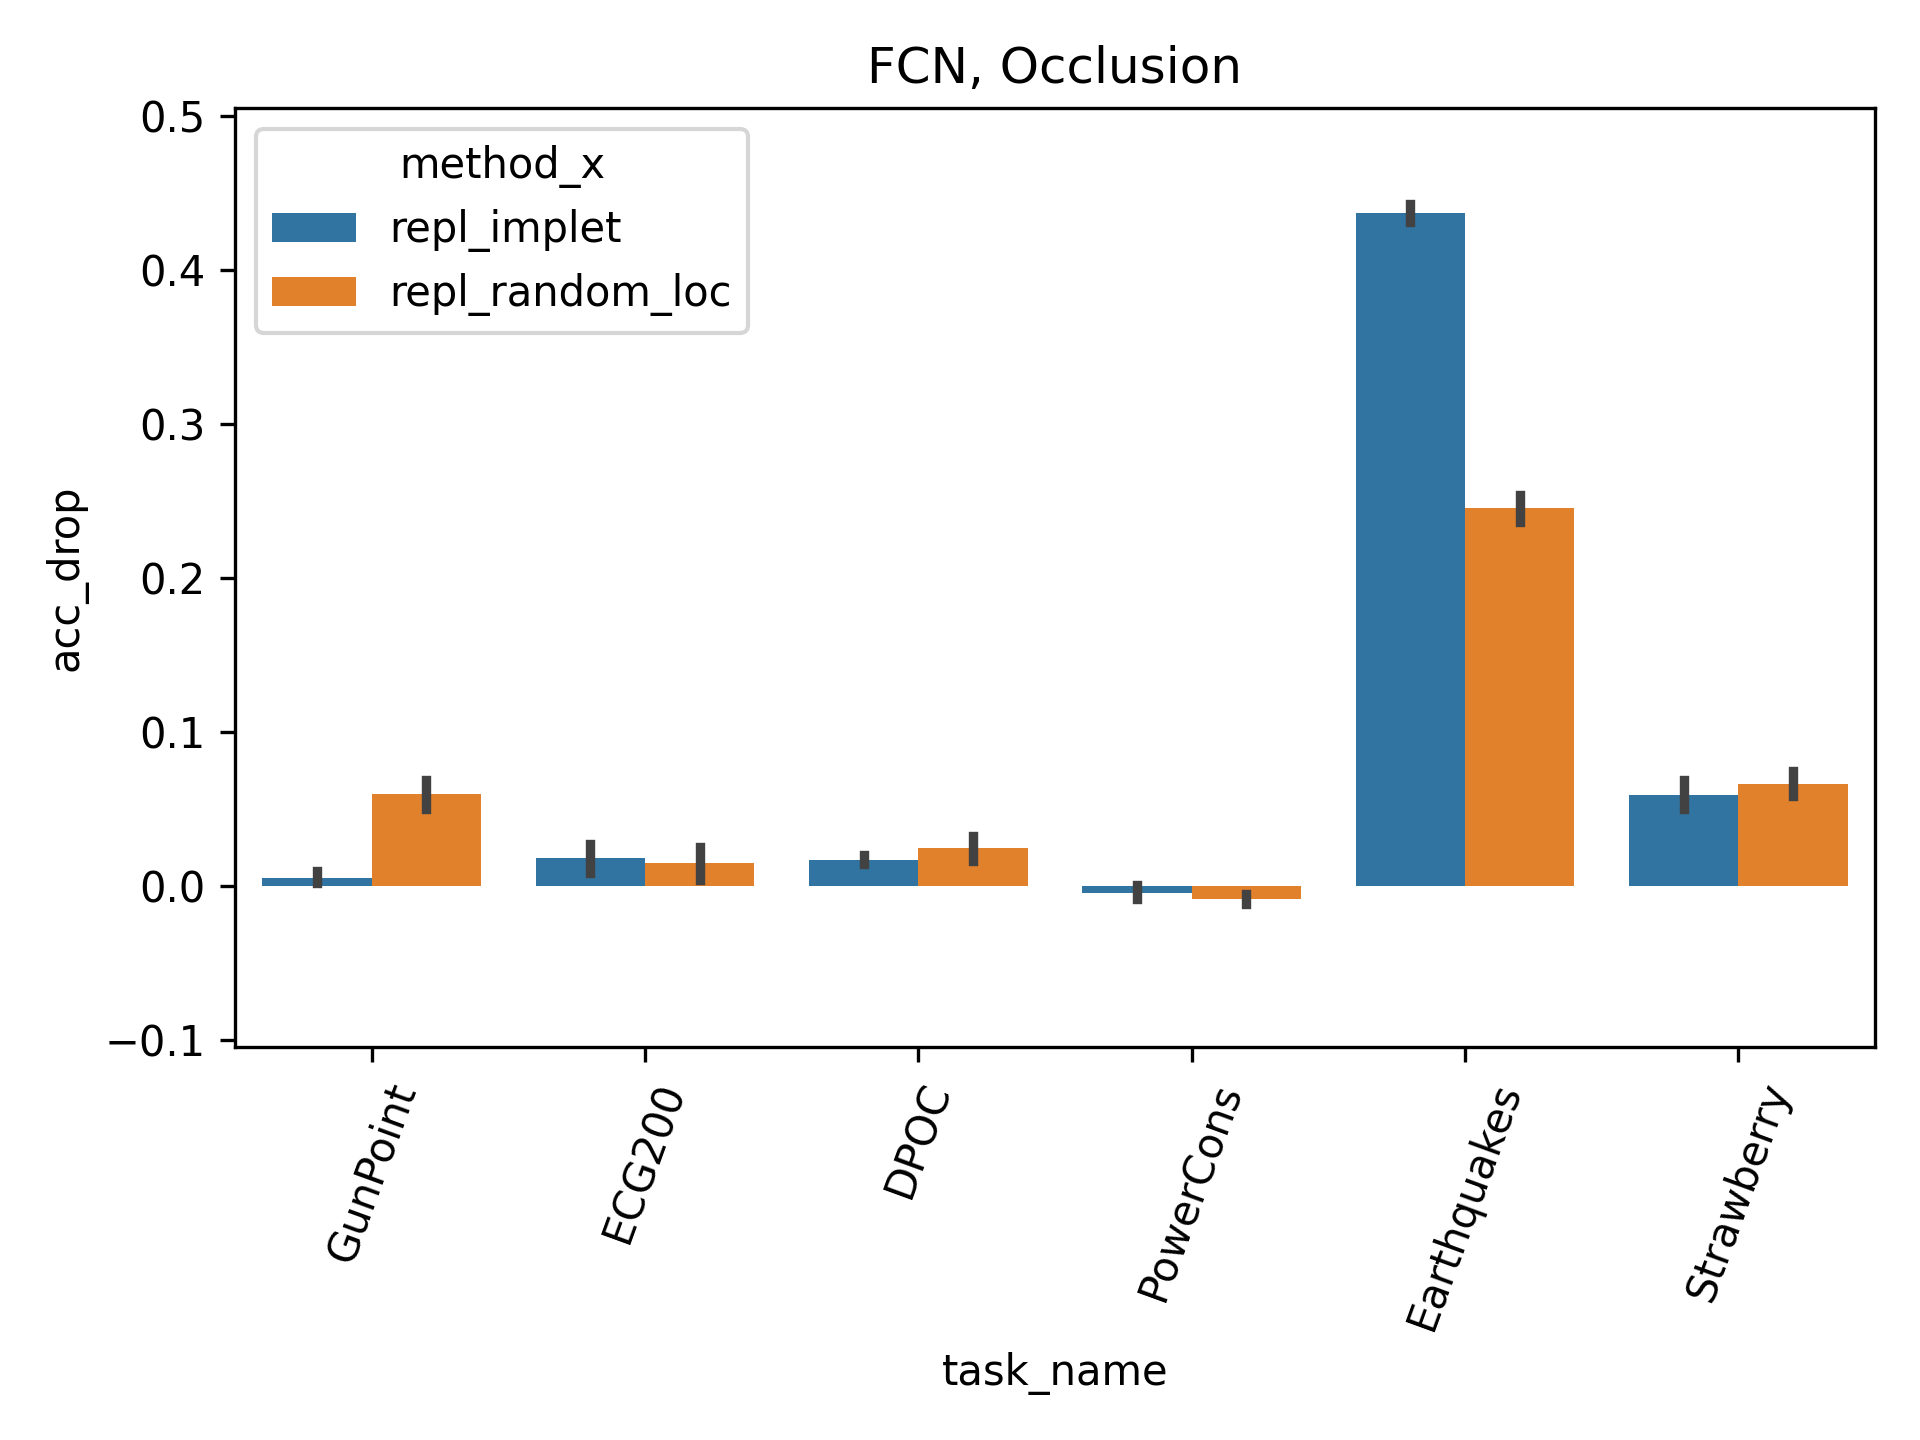 FCN, Occlusion
method_x
repl_implet
repl_random_loc
acc_drop
0.5
0.4
0.3
0.2
0.1
0.0
−0.1
GunPoint
ECG200
DPOC
PowerCons
Earthquakes
Strawberry
task_name